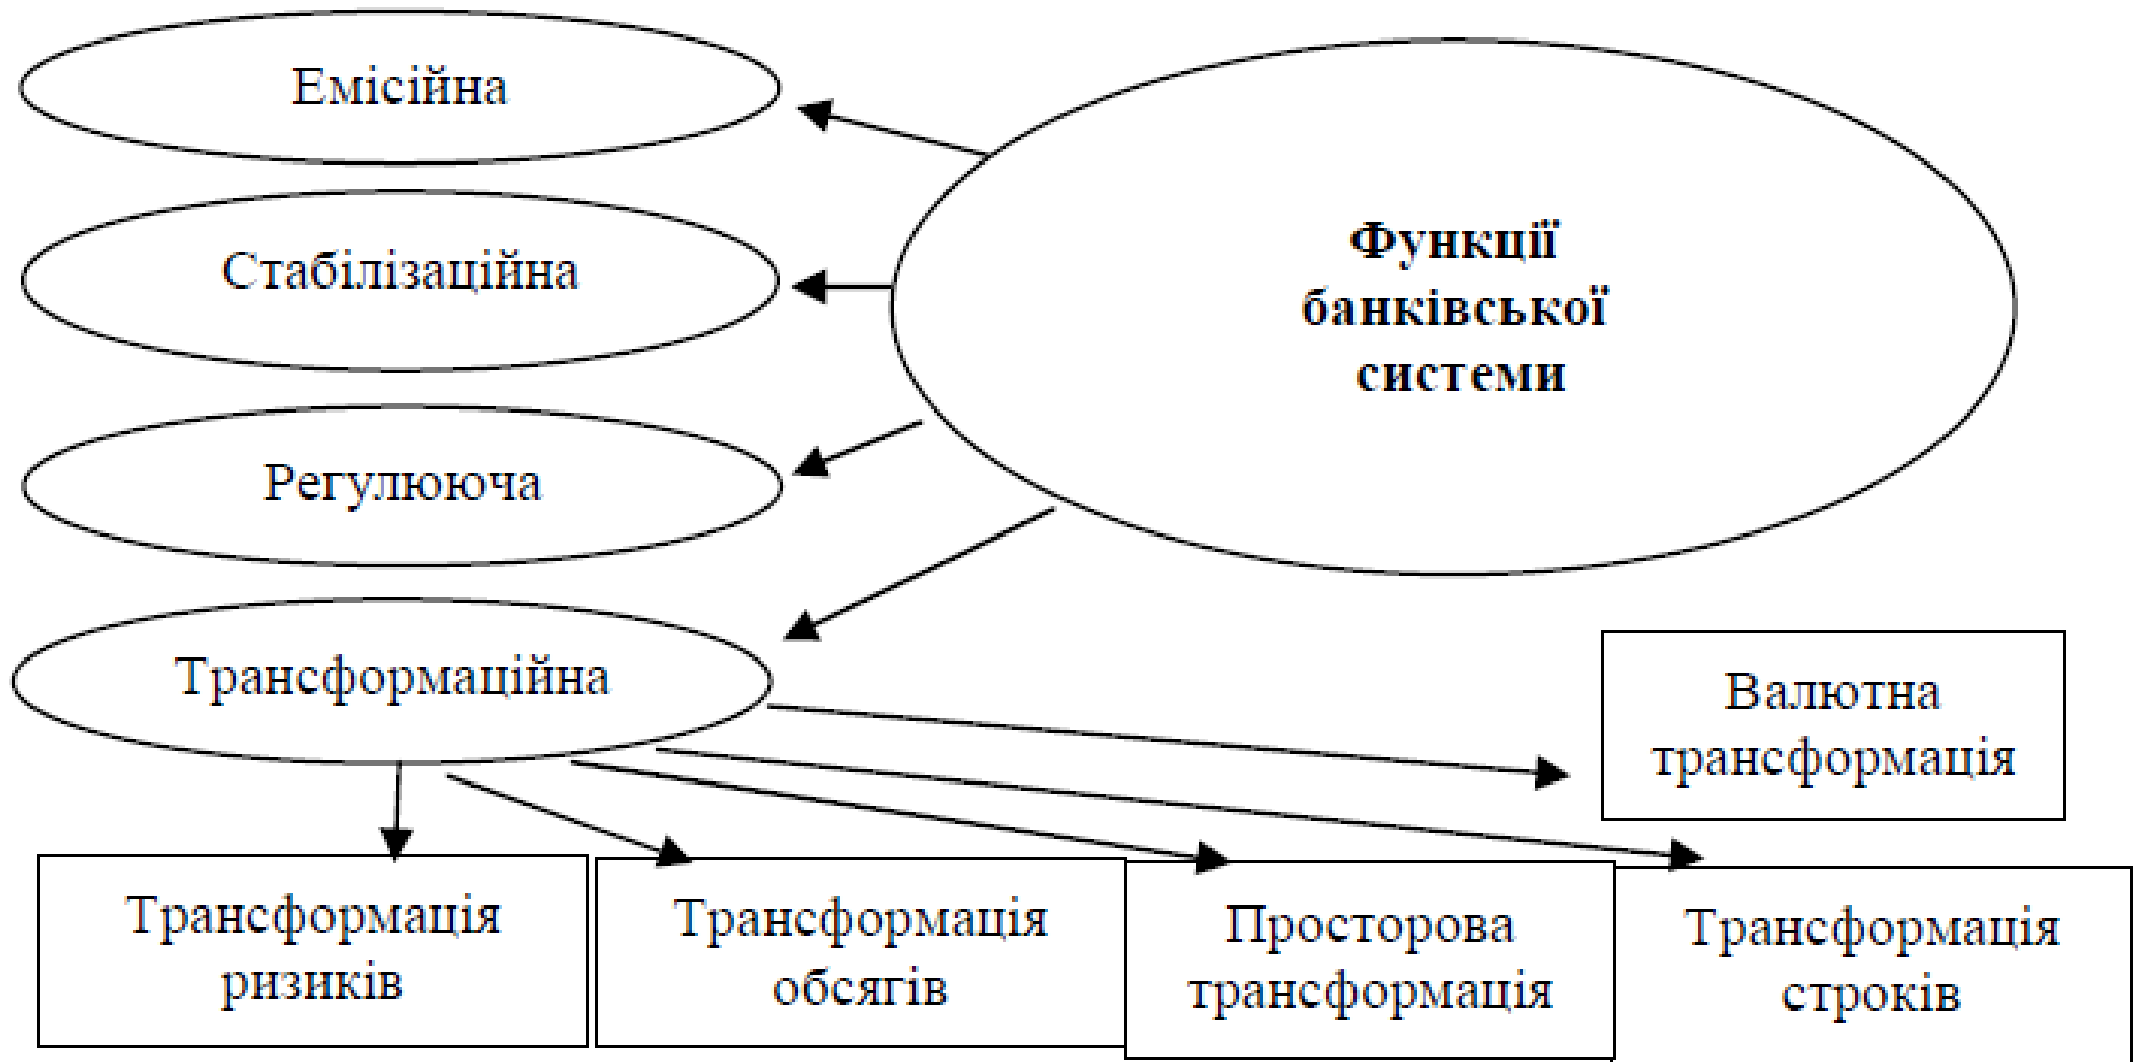 Емісійна
Стабілізаційна
Регулююча
Трансформаційна
Функції
банківської
системи
Валютна
трансформація
Трансформація
ризиків
Трансформація
обсягів
Просторова
трансформація
Трансформація
строків